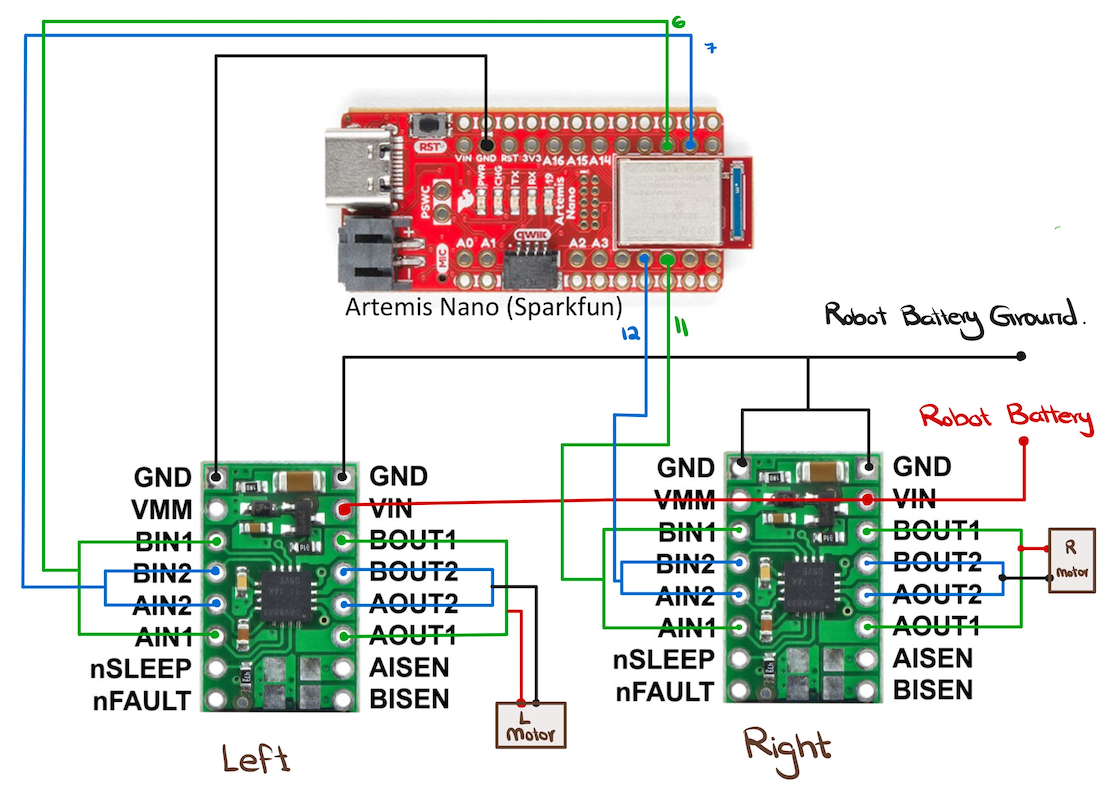 6
7
RST
VIN GND RST 3V3 A16 A15 A14
PWR
CHG
TX
RX
19
Artemis
Nano
PSWC
+
MIC
qwiic
A0 A1 A2 A3
Artemis Nano (Sparkfun)
12
11
Robot Battery Ground.
Robot Battery
GND GND
VMM VIN
BIN1 BOUT1
BIN2 BOUT2
AIN2 AOUT2
AIN1 AOUT1
nSLEEP AISEN
nFAULT BISEN
L
Motor
Left
GND GND
VMM VIN
BIN1 BOUT1
BIN2 BOUT2
AIN2 AOUT2
AIN1 AOUT1
nSLEEP AISEN
nFAULT BISEN
R
Motor
Right